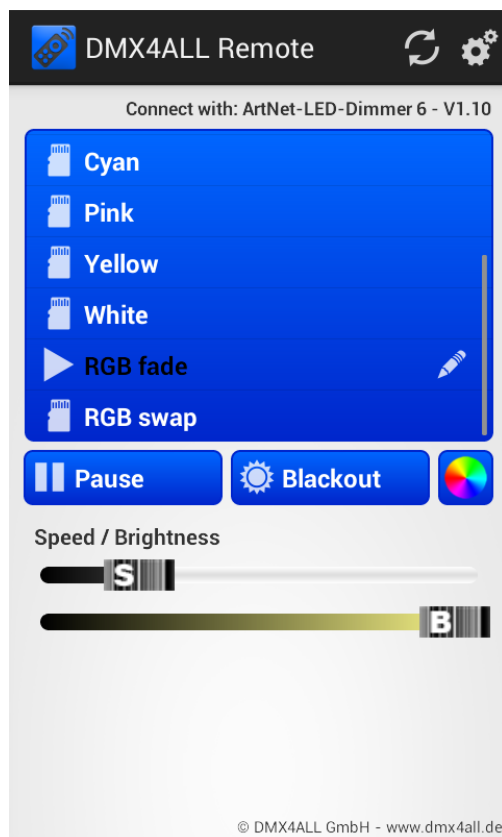 DMX4ALL Remote
Connect with: ArtNet-LED-Dimmer 6 - V1.10
Cyan
Pink
Yellow
White
RGB fade
RGB swap
Pause
Blackout
Speed / Brightness
S
B
© DMX4ALL GmbH - www.dmx4all.de